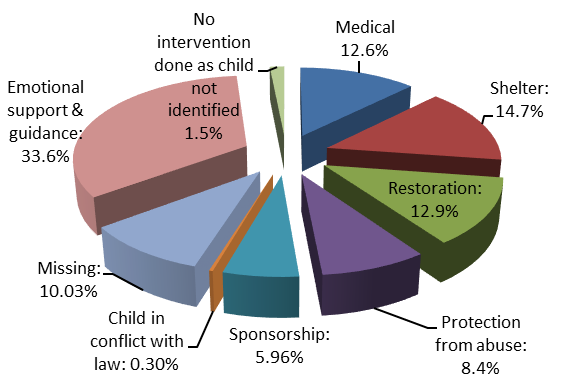 Medical
12.6%
Shelter:
14.7%
Restoration:
12.9%
Protection
from abuse:
8.4%
Sponsorship:
5.96%
Child in
conflict with
law: 0.30%
Missing:
10.03%
Emotional
support &
guidance:
33.6%
No
intervention
done as child
not
identified
1.5%